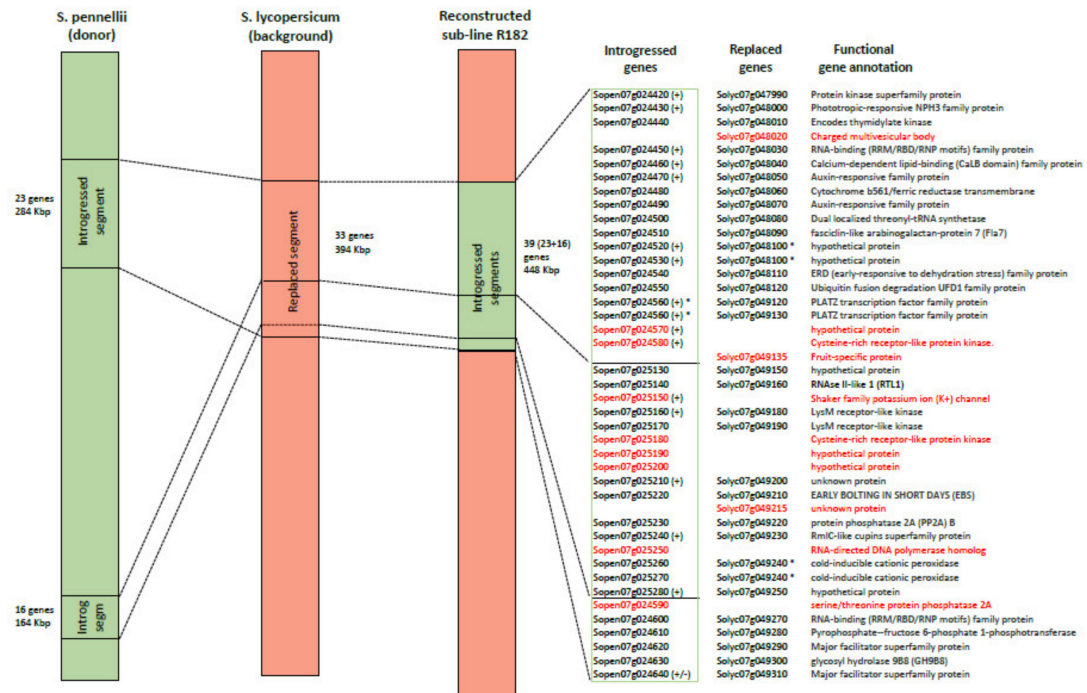 S. pennellii
(donor)
S. lycopersicum
(background)
Reconstructed
sub-line R182
Introgressed
genes
Replaced
genes
Functional
gene annotation
23 genes
284 Kbp
Introgressed
segment
16 genes
164 Kbp
Introg
segm
Replaced segment
33 genes
394 Kbp
Introgressed
segments
39 (23+16)
genes
448 Kbp
Sopen07g024420 (+) Solyc07g047990 Protein kinase superfamily protein
Sopen07g024430 (+) Solyc07g048000 Phototropic-responsive NPH3 family protein
Sopen07g024440 Solyc07g048010 Encodes thymidylate kinase
Solyc07g048020 Charged multivesicular body
Sopen07g024450 (+) Solyc07g048030 RNA-binding (RRM/RBD/RNP motifs) family protein
Sopen07g024460 (+) Solyc07g048040 Calcium-dependent lipid-binding (CaLB domain) family protein
Sopen07g024470 (+) Solyc07g048050 Auxin-responsive family protein
Sopen07g024480 Solyc07g048060 Cytochrome b561/ferric reductase transmembrane
Sopen07g024490 Solyc07g048070 Auxin-responsive family protein
Sopen07g024500 Solyc07g048080 Dual localized threonyl-tRNA synthetase
Sopen07g024510 Solyc07g048090 fasciclin-like arabinogalactan-protein 7 (Fla7)
Sopen07g024520 (+) Solyc07g048100 * hypothetical protein
Sopen07g024530 (+) Solyc07g048100 * hypothetical protein
Sopen07g024540 Solyc07g048110 ERD (early-responsive to dehydration stress) family protein
Sopen07g024550 Solyc07g048120 Ubiquitin fusion degradation UFD1 family protein
Sopen07g024560 (+) * Solyc07g049120 PLATZ transcription factor family protein
Sopen07g024560 (+) * Solyc07g049130 PLATZ transcription factor family protein
Sopen07g024570 (+) hypothetical protein
Sopen07g024580 (+) Cysteine-rich receptor-like protein kinase.
Solyc07g049135 Fruit-specific protein
Sopen07g025130 Solyc07g049150 hypothetical protein
Sopen07g025140 Solyc07g049160 RNAse II-like 1 (RTL1)
Sopen07g025150 (+) Shaker family potassium ion (K+) channel
Sopen07g025160 (+) Solyc07g049180 LysM receptor-like kinase
Sopen07g025170 Solyc07g049190 LysM receptor-like kinase
Sopen07g025180 Cysteine-rich receptor-like protein kinase
Sopen07g025190 hypothetical protein
Sopen07g025200 hypothetical protein
Sopen07g025210 (+) Solyc07g049200 unknown protein
Sopen07g025220 Solyc07g049210 EARLY BOLTING IN SHORT DAYS (EBS)
Solyc07g049215 unknown protein
Sopen07g025230 Solyc07g049220 protein phosphatase 2A (PP2A) B
Sopen07g025240 (+) Solyc07g049230 RmlC-like cupins superfamily protein
Sopen07g025250 RNA-directed DNA polymerase homolog
Sopen07g025260 Solyc07g049240 * cold-inducible cationic peroxidase
Sopen07g025270 Solyc07g049240 * cold-inducible cationic peroxidase
Sopen07g025280 (+) Solyc07g049250 hypothetical protein
Sopen07g024590 serine/threonine protein phosphatase 2A
Sopen07g024600 Solyc07g049270 RNA-binding (RRM/RBD/RNP motifs) family protein
Sopen07g024610 Solyc07g049280 Pyrophosphate--fructose 6-phosphate 1-phosphotransferase
Sopen07g024620 Solyc07g049290 Major facilitator superfamily protein
Sopen07g024630 Solyc07g049300 glycosyl hydrolase 9B8 (GH9B8)
Sopen07g024640 (+/-) Solyc07g049310 Major facilitator superfamily protein